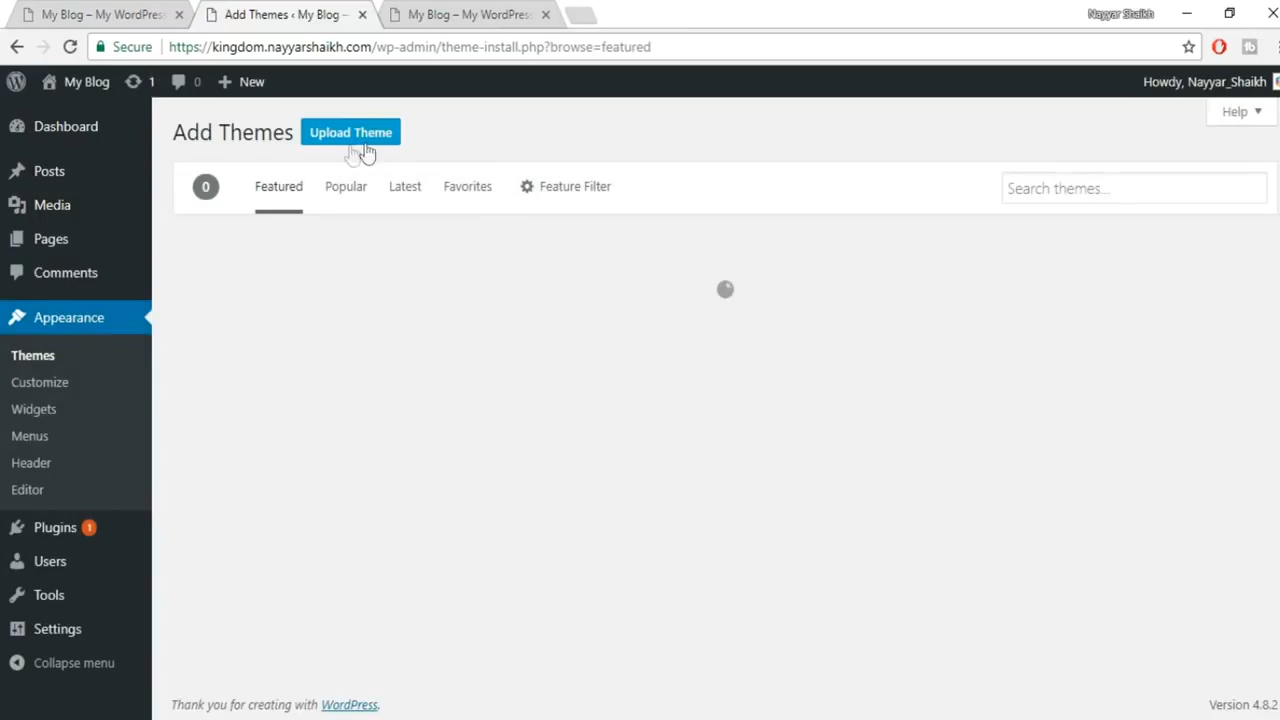 My Blog – My WordPress
Add Themes ‹ My Blog —
My Blog – My WordPress
Nayyar Shaikh
Secure https://kingdom.nayyarshaikh.com/wp-admin/theme-install.php?browse=featured
My Blog 1 0 New Howdy, Nayyar_Shaikh
Help
Dashboard
Posts
Media
Pages
Comments
Appearance
Themes
Customize
Widgets
Menus
Header
Editor
Plugins 1
Users
Tools
Settings
Collapse menu
Add Themes Upload Theme
0 Featured Popular Latest Favorites Feature Filter Search themes...
Thank you for creating with WordPress. Version 4.8.2